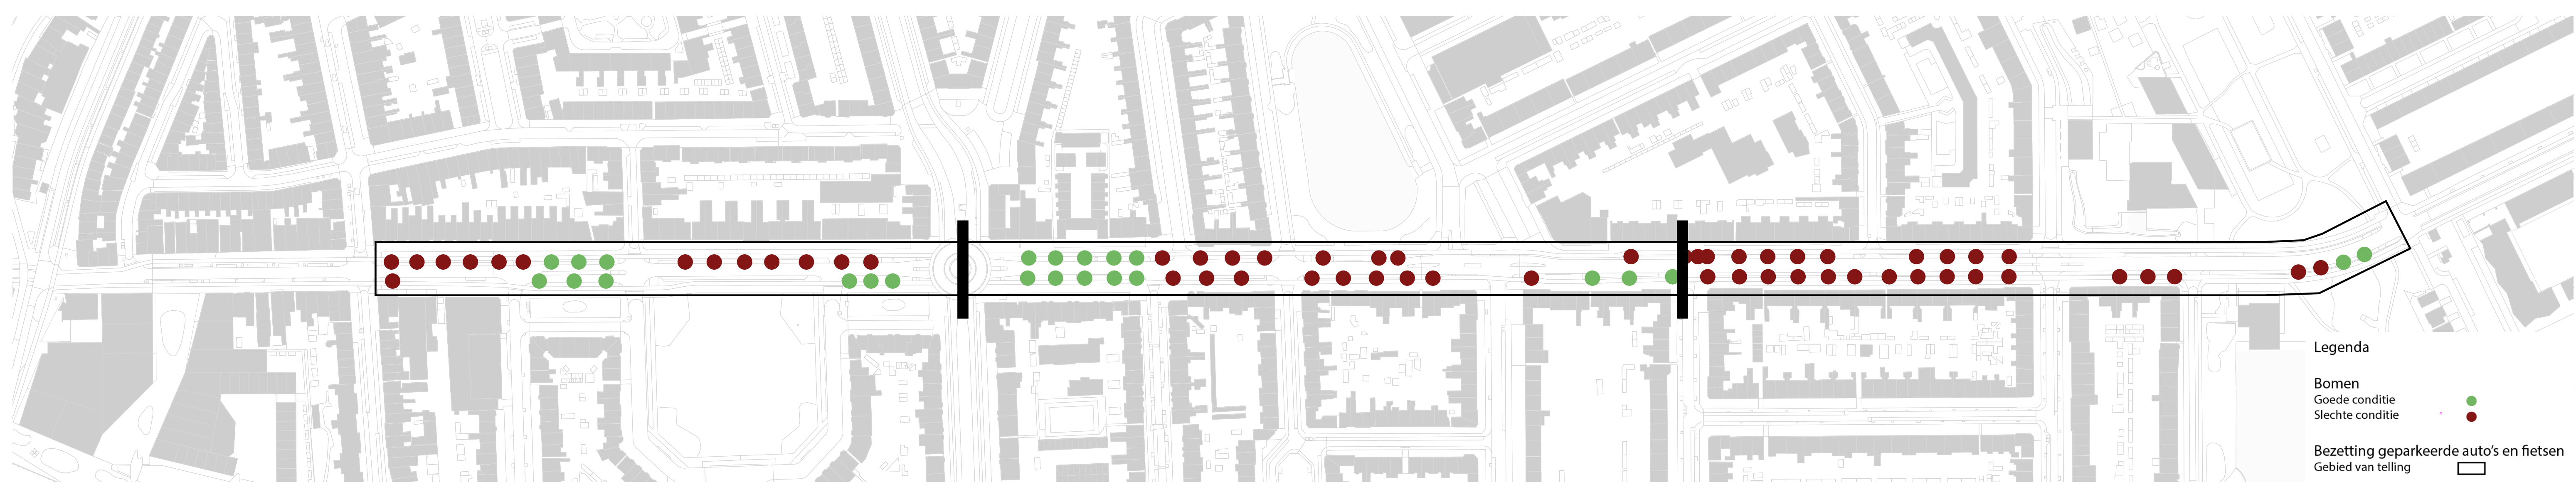 Legenda
Bomen
Goede conditie
Slechte conditie
Bezetting geparkeerde auto's en fietsen
Gebied van telling